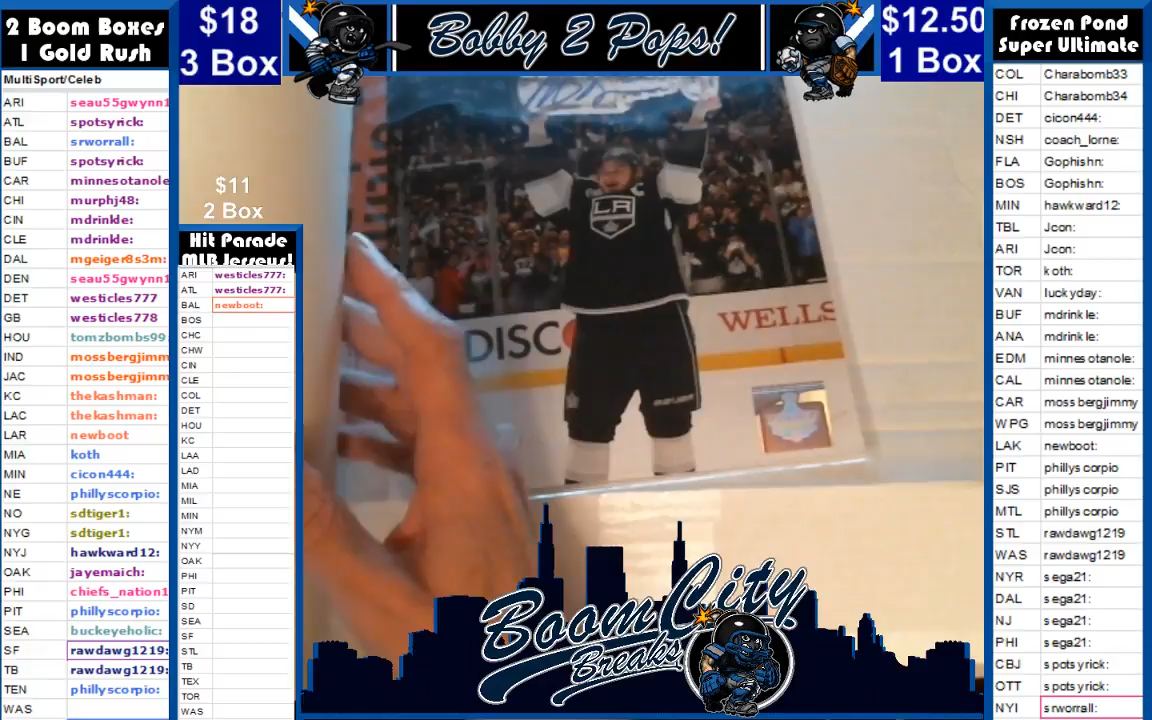 2 Boom Boxes
1 Gold Rush
MultiSport/Celeb
ARI seau55gwynn1
ATL spotsyrick:
BAL srworrall:
BUF spotsyrick:
CAR minnesotanole
CHI murphj48:
CIN mdrinkle:
CLE mdrinkle:
DAL mgeiger8s3m:
DEN seau55gwynn1
DET westicles777
GB westicles778
HOU tomzbombs99
IND mossbergjimm
JAC mossbergjimm
KC thekashman:
LAC thekashman:
LAR newboot
MIA koth
MIN cicon444:
NE phillyscorpio:
NO sdtiger1:
NYG sdtiger1:
NYJ hawkward12:
OAK jayemaich:
PHI chiefs_nation1
PIT phillyscorpio:
SEA buckeyeholic:
SF rawdawg1219:
TB rawdawg1219:
TEN phillyscorpio:
WAS
$18
3 Box
$11
2 Box
Hit Parade
MLB Jerseys!
ARI westicles777:
ATL westicles777:
BAL newboot:
BOS
CHC
CHW
CIN
CLE
COL
DET
HOU
KC
LAA
LAD
MIA
MIL
MIN
NYM
NYY
OAK
PHI
PIT
SD
SEA
SF
STL
TB
TEX
TOR
WAS
Bobby 2 Pops!
LA
C
DISC
WELLS
Boom City
Breaks
$12.50
1 Box
Frozen Pond
Super Ultimate
COL Charabomb33
CHI Charabomb34
DET cicon444:
NSH coach_lorne:
FLA Gophishn:
BOS Gophishn:
MIN hawkward12:
TBL Jcon:
ARI Jcon:
TOR koth:
VAN luckyday:
BUF mdrinkle:
ANA mdrinkle:
EDM minnesotanole:
CAL minnesotanole:
CAR mossbergjimmy
WPG mossbergjimmy
LAK newboot:
PIT phillyscorpio
SJS phillyscorpio
MTL phillyscorpio
STL rawdawg1219
WAS rawdawg1219
NYR sega21:
DAL sega21:
NJ sega21:
PHI sega21:
CBJ spotsyrick:
OTT spotsyrick:
NYI srworrall: